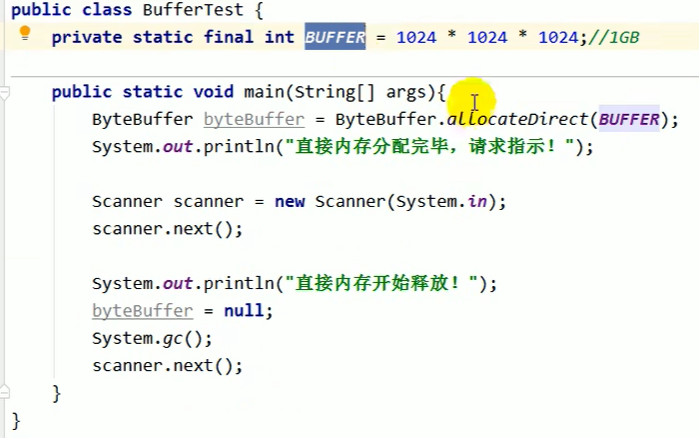 public class BufferTest {
    private static final int BUFFER = 1024 * 1024 * 1024;//1GB
    public static void main(String[] args){
        ByteBuffer byteBuffer = ByteBuffer.allocateDirect(BUFFER);
        System.out.println("直接内存分配完毕，请求指示！");
        Scanner scanner = new Scanner(System.in);
        scanner.next();
        System.out.println("直接内存开始释放！");
        byteBuffer = null;
        System.gc();
        scanner.next();
    }
}